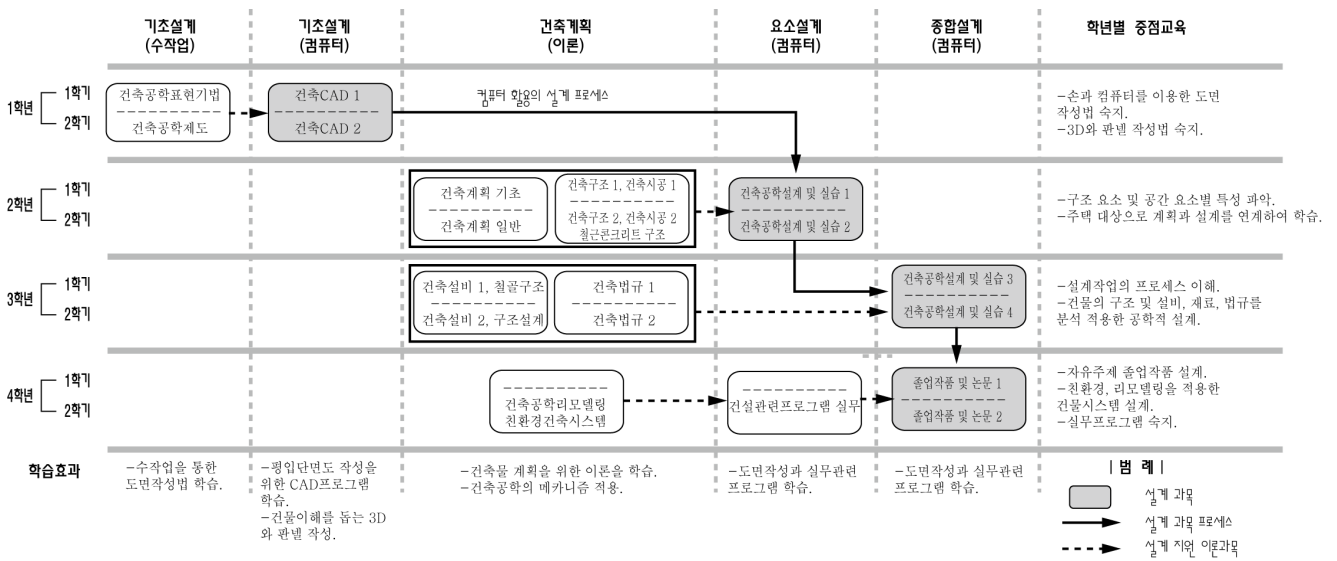 기초설계
(수작업)
기초설계
(컴퓨터)
건축계획
(이론)
요소설계
(컴퓨터)
종합설계
(컴퓨터)
학년별 중점교육
1학년
1학기
2학기
건축공학표현기법
건축공학제도
건축CAD 1
건축CAD 2
컴퓨터 활용의 설계 프로세스
-손과 컴퓨터를 이용한 도면
작성법 숙지.
-3D와 판넬 작성법 숙지.
2학년
1학기
2학기
건축계획 기초
건축계획 일반
건축구조 1, 건축시공 1
건축구조 2, 건축시공 2
철근콘크리트 구조
건축공학설계 및 실습 1
건축공학설계 및 실습 2
-구조 요소 및 공간 요소별 특성 파악.
-주택 대상으로 계획과 설계를 연계하여 학습.
3학년
1학기
2학기
건축설비 1, 철골구조
건축설비 2, 구조설계
건축법규 1
건축법규 2
건축공학설계 및 실습 3
건축공학설계 및 실습 4
-설계작업의 프로세스 이해.
-건물의 구조 및 설비, 재료, 법규를
분석 적용한 공학적 설계.
4학년
1학기
2학기
건축공학리모델링
친환경건축시스템
건설관련프로그램 실무
졸업작품 및 논문 1
졸업작품 및 논문 2
-자유주제 졸업작품 설계.
-친환경, 리모델링을 적용한
건물시스템 설계.
-실무프로그램 숙지.
학습효과
-수작업을 통한
도면작성법 학습.
-평입단면도 작성을
위한 CAD프로그램
학습.
-건물이해를 돕는 3D
와 판넬 작성.
-건축물 계획을 위한 이론을 학습.
-건축공학의 메카니즘 적용.
-도면작성과 실무관련
프로그램 학습.
-도면작성과 실무관련
프로그램 학습.
| 범 례 |
설계 과목
설계 과목 프로세스
설계 지원 이론과목